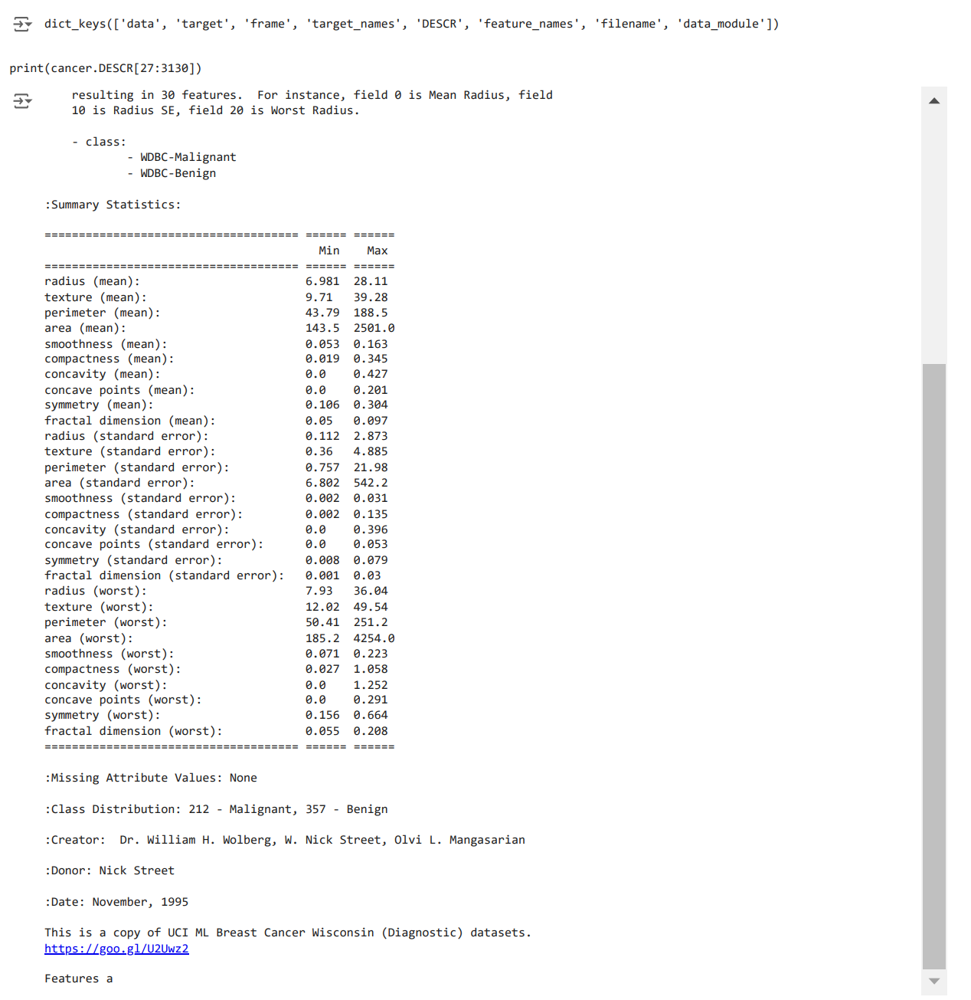 dict_keys(['data', 'target', 'frame', 'target_names', 'DESCR', 'feature_names', 'filename', 'data_module'])
print(cancer.DESCR[27:3130])
resulting in 30 features.  For instance, field 0 is Mean Radius, field
10 is Radius SE, field 20 is Worst Radius.
- class:
- WDBC-Malignant
- WDBC-Benign
:Summary Statistics:
===================================== ====== ======
Min    Max
===================================== ====== ======
radius (mean):                        6.981  28.11
texture (mean):                       9.71   39.28
perimeter (mean):                     43.79  188.5
area (mean):                          143.5  2501.0
smoothness (mean):                    0.053  0.163
compactness (mean):                   0.019  0.345
concavity (mean):                     0.0    0.427
concave points (mean):                0.0    0.201
symmetry (mean):                      0.106  0.304
fractal dimension (mean):             0.05   0.097
radius (standard error):              0.112  2.873
texture (standard error):             0.36   4.885
perimeter (standard error):           0.757  21.98
area (standard error):                6.802  542.2
smoothness (standard error):          0.002  0.031
compactness (standard error):         0.002  0.135
concavity (standard error):           0.0    0.396
concave points (standard error):      0.0    0.053
symmetry (standard error):            0.008  0.079
fractal dimension (standard error):   0.001  0.03
radius (worst):                       7.93   36.04
texture (worst):                      12.02  49.54
perimeter (worst):                    50.41  251.2
area (worst):                         185.2  4254.0
smoothness (worst):                   0.071  0.223
compactness (worst):                  0.027  1.058
concavity (worst):                    0.0    1.252
concave points (worst):               0.0    0.291
symmetry (worst):                     0.156  0.664
fractal dimension (worst):            0.055  0.208
===================================== ====== ======
:Missing Attribute Values: None
:Class Distribution: 212 - Malignant, 357 - Benign
:Creator:  Dr. William H. Wolberg, W. Nick Street, Olvi L. Mangasarian
:Donor: Nick Street
:Date: November, 1995
This is a copy of UCI ML Breast Cancer Wisconsin (Diagnostic) datasets.
https://goo.gl/U2Uwz2
Features a